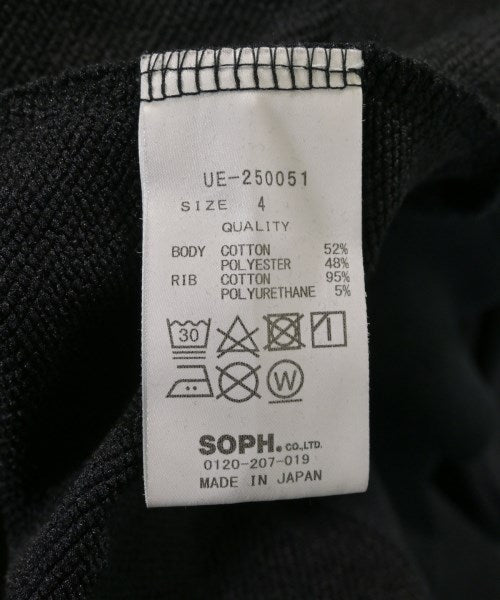 UE-250051
SIZE 4
QUALITY
BODY COTTON 52%
POLYESTER 48%
RIB COTTON 95%
POLYURETHANE 5%
30
W
SOPH. CO.,LTD.
0120-207-019
MADE IN JAPAN